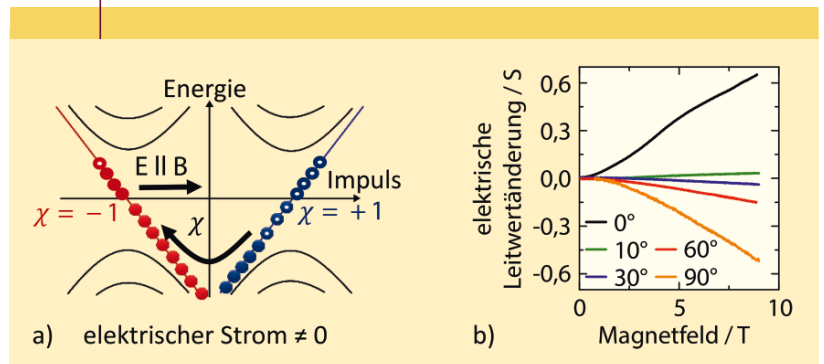 Energie
E II B
Impuls
χ = −1
χ
χ = +1
a) elektrischer Strom ≠ 0
elektrische
Leitwertänderung / S
0,6
0,3
0,0
-0,3
-0,6
0°
10° 60°
30° 90°
0 5 10
b) Magnetfeld / T